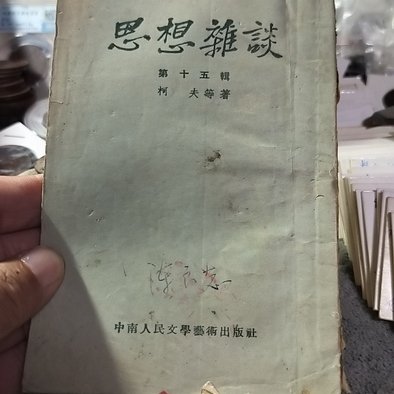 思想雜談
第十五輯
柯夫等著
中南人民文學藝術出版社